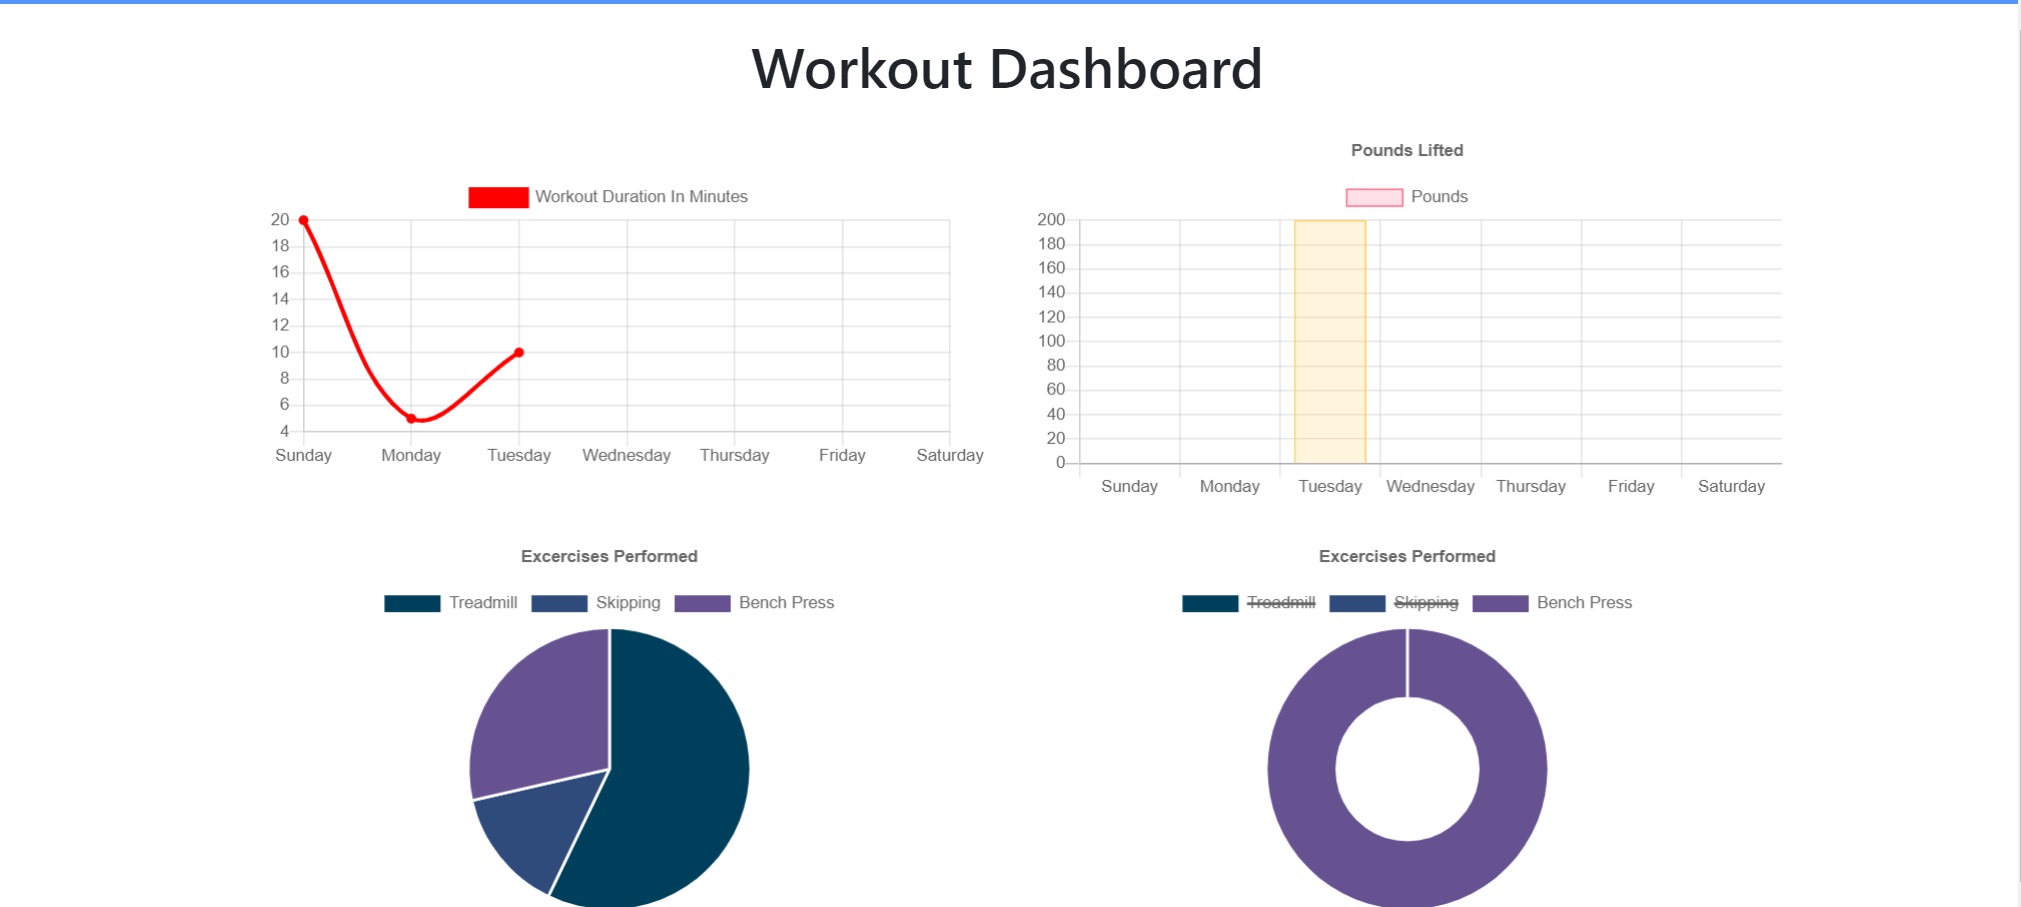 Workout Dashboard
Workout Duration In Minutes
20
18
16
14
12
10
8
6
4
Sunday Monday Tuesday Wednesday Thursday Friday Saturday
Pounds Lifted
Pounds
200
180
160
140
120
100
80
60
40
20
0
Sunday Monday Tuesday Wednesday Thursday Friday Saturday
Excercises Performed
Treadmill Skipping Bench Press
Excercises Performed
Treadmill Skipping Bench Press